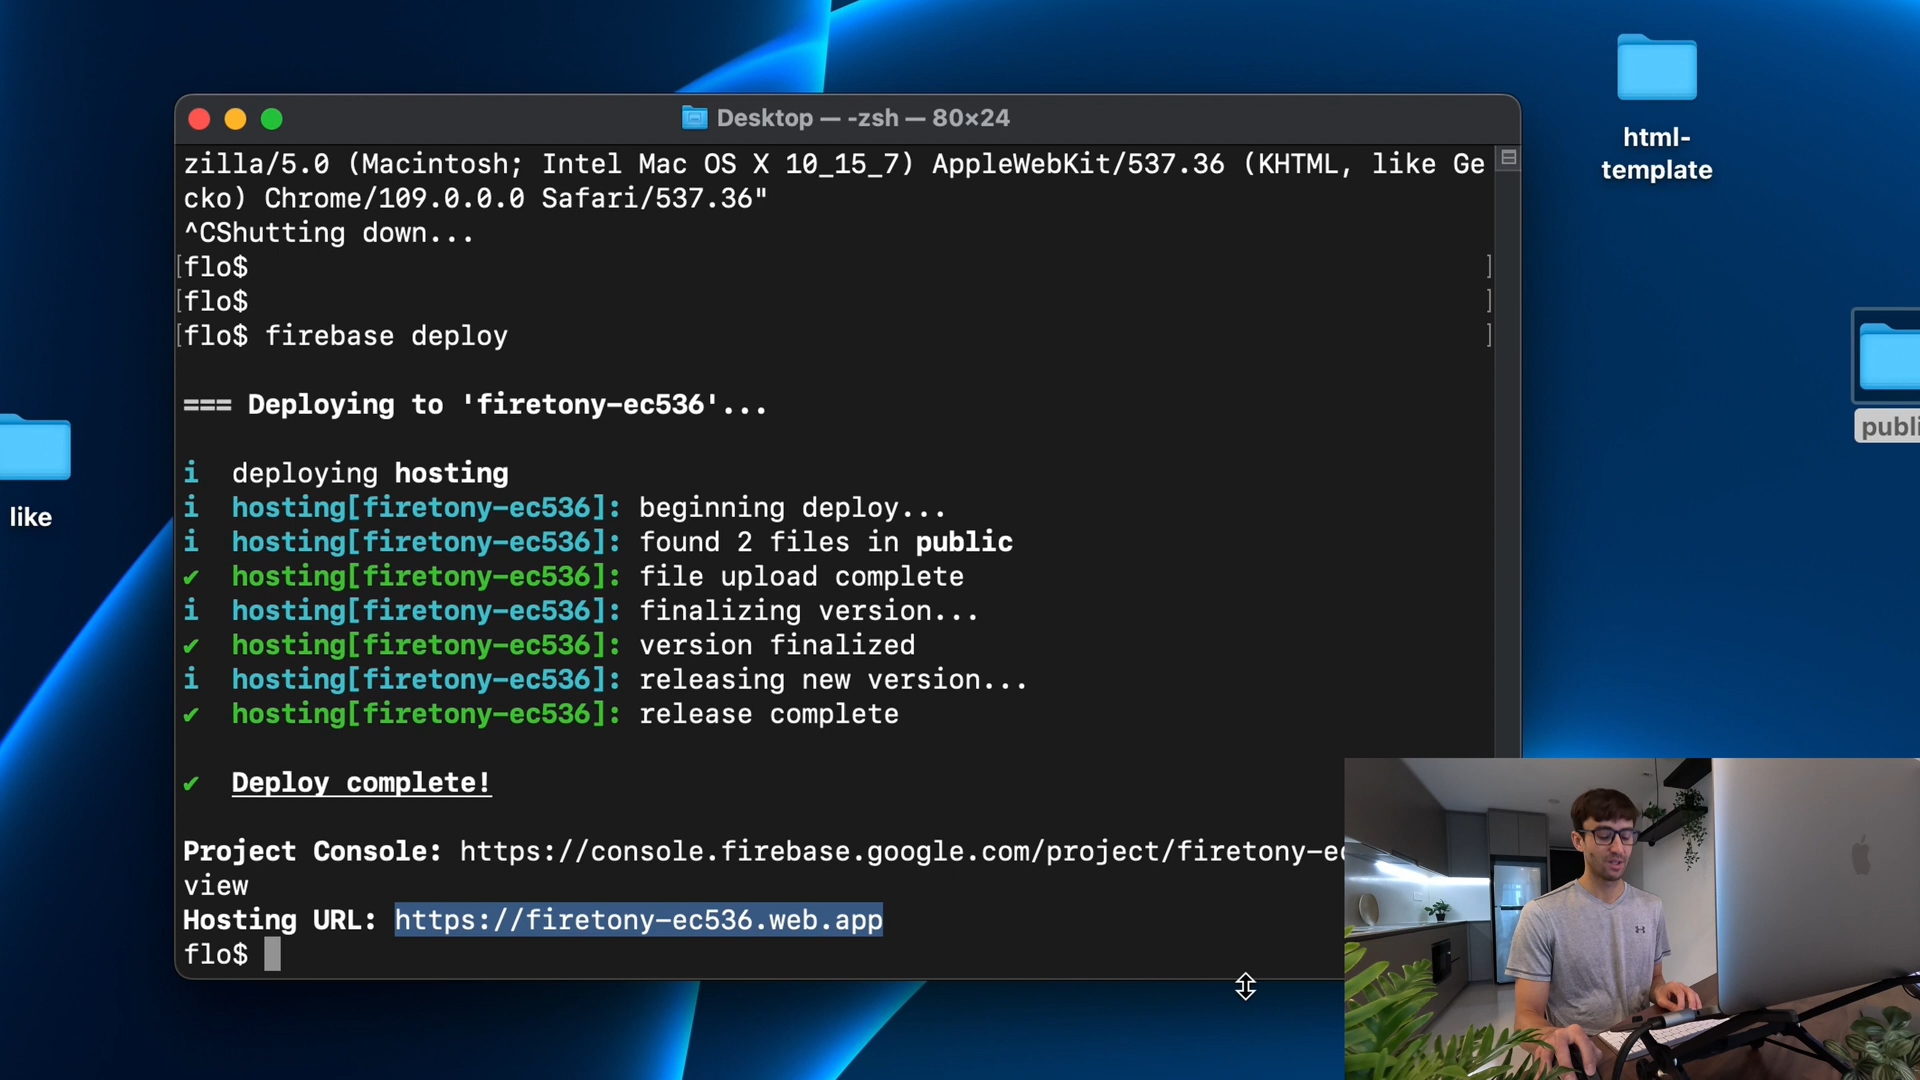 Desktop — -zsh — 80×24
zilla/5.0 (Macintosh; Intel Mac OS X 10_15_7) AppleWebKit/537.36 (KHTML, like Ge
cko) Chrome/109.0.0.0 Safari/537.36"
^CShutting down...
[flo$ ]
[flo$ ]
[flo$ firebase deploy ]
=== Deploying to 'firetony-ec536'...
i deploying hosting
i hosting[firetony-ec536]: beginning deploy...
i hosting[firetony-ec536]: found 2 files in public
✔ hosting[firetony-ec536]: file upload complete
i hosting[firetony-ec536]: finalizing version...
✔ hosting[firetony-ec536]: version finalized
i hosting[firetony-ec536]: releasing new version...
✔ hosting[firetony-ec536]: release complete
✔ Deploy complete!
Project Console: https://console.firebase.google.com/project/firetony-e
view
Hosting URL: https://firetony-ec536.web.app
flo$
html-
template
publi
like